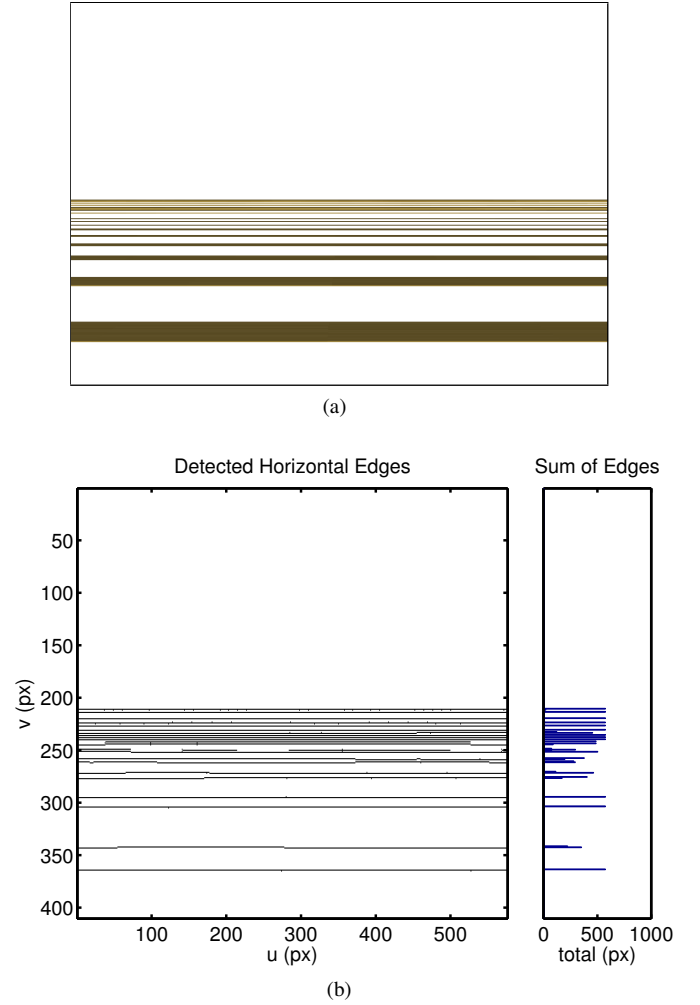 (a)
Detected Horizontal Edges
Sum of Edges
50
100
150
200
250
300
350
400
v (px)
100 200 300 400 500
u (px)
0 500 1000
total (px)
(b)